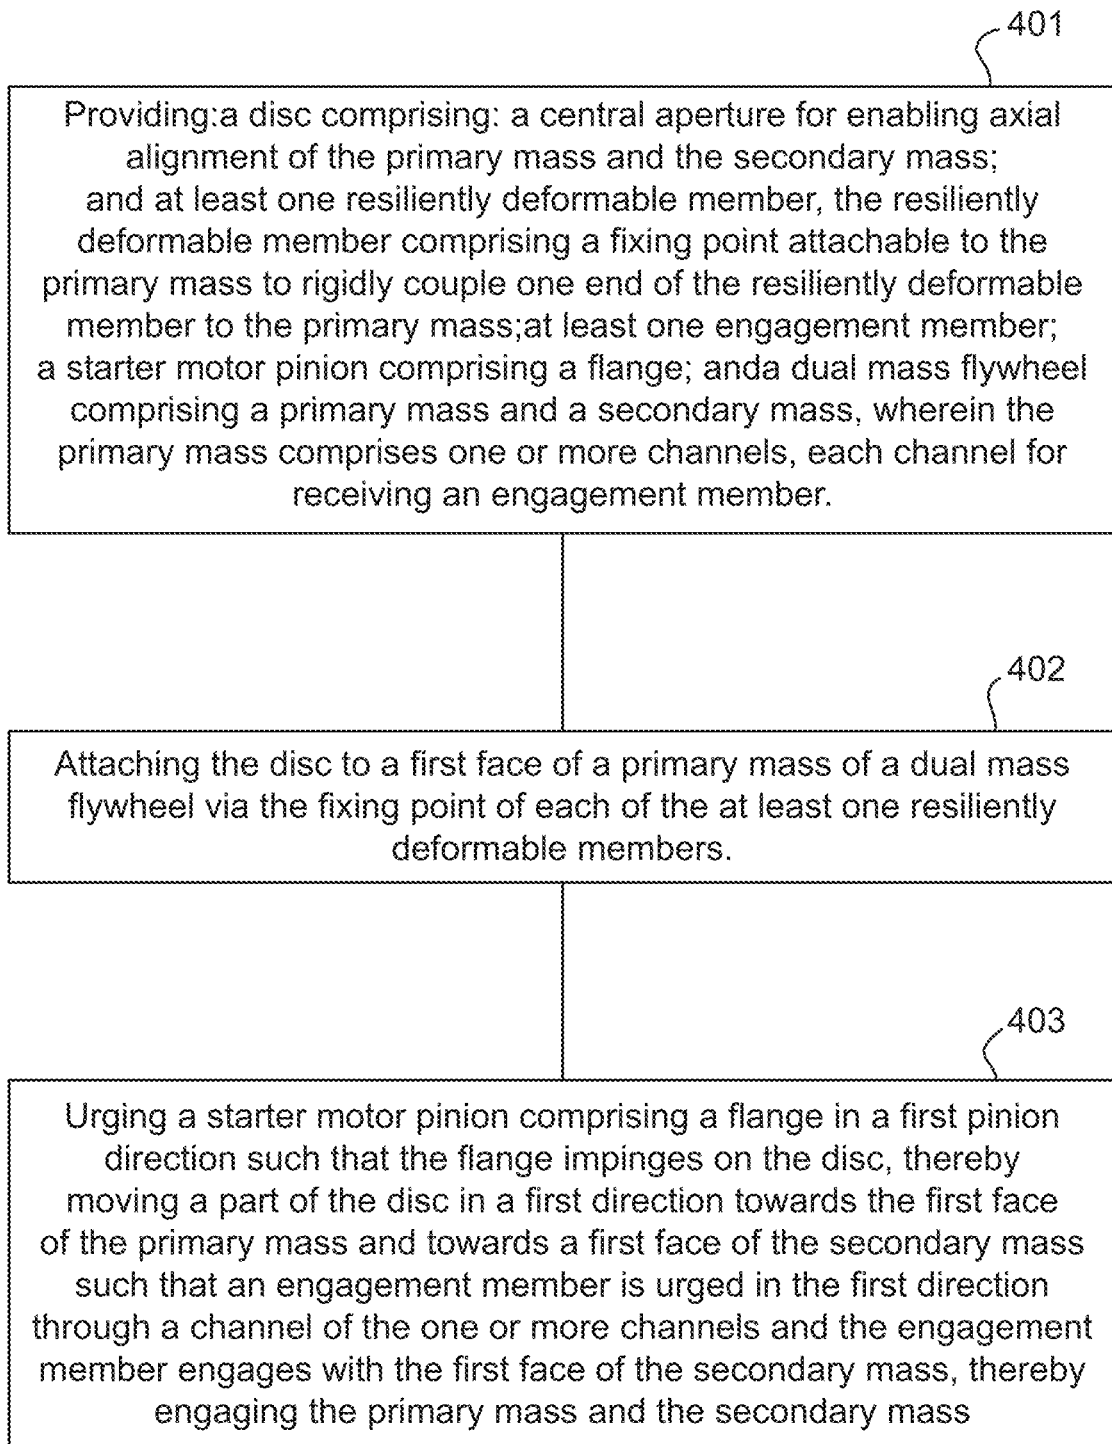 401
Providing:a disc comprising: a central aperture for enabling axial
alignment of the primary mass and the secondary mass;
and at least one resiliently deformable member, the resiliently
deformable member comprising a fixing point attachable to the
primary mass to rigidly couple one end of the resiliently deformable
member to the primary mass;at least one engagement member;
a starter motor pinion comprising a flange; anda dual mass flywheel
comprising a primary mass and a secondary mass, wherein the
primary mass comprises one or more channels, each channel for
receiving an engagement member.
402
Attaching the disc to a first face of a primary mass of a dual mass
flywheel via the fixing point of each of the at least one resiliently
deformable members.
403
Urging a starter motor pinion comprising a flange in a first pinion
direction such that the flange impinges on the disc, thereby
moving a part of the disc in a first direction towards the first face
of the primary mass and towards a first face of the secondary mass
such that an engagement member is urged in the first direction
through a channel of the one or more channels and the engagement
member engages with the first face of the secondary mass, thereby
engaging the primary mass and the secondary mass